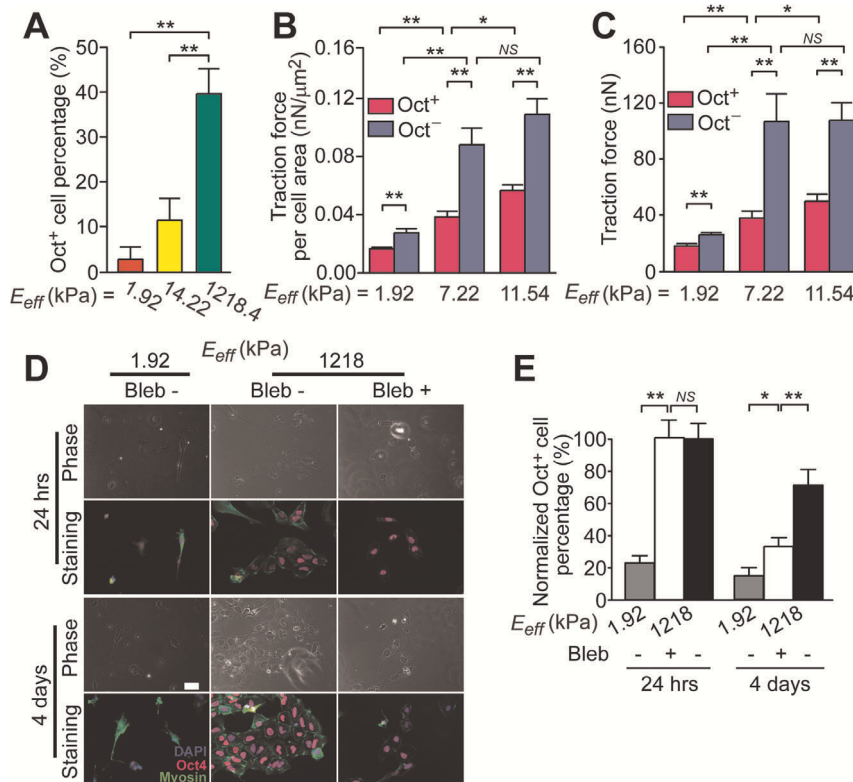 A
Oct+ cell percentage (%)
50
40
30
20
10
0
**
**
Eeff (kPa) = 1.92 14.22 1218.4
B
Traction force
per cell area (nN/µm²)
0.16
0.12
0.08
0.04
0.00
** *
** NS
** **
**
Oct+
Oct−
Eeff (kPa) = 1.92 7.22 11.54
C
Traction force (nN)
160
120
80
40
0
** *
** NS
** **
**
Oct+
Oct−
Eeff (kPa) = 1.92 7.22 11.54
D
Eeff (kPa)
1.92 1218
Bleb - Bleb - Bleb +
24 hrs
Phase
Staining
4 days
Phase
Staining
DAPI
Oct4
Myosin
E
Normalized Oct+ cell
percentage (%)
100
80
60
40
20
0
** NS * **
Eeff (kPa) 1.92 1218 1.92 1218
Bleb - + - - + -
24 hrs 4 days